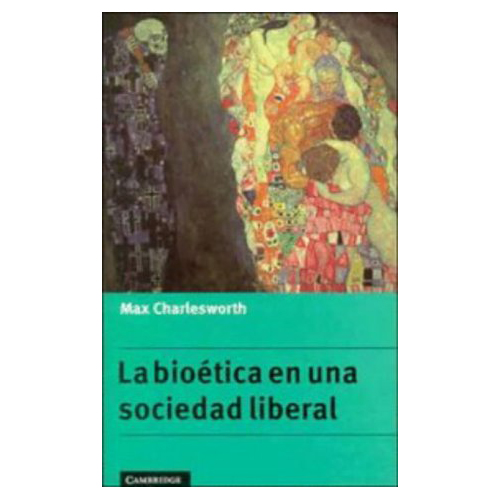 Max Charlesworth
La bioética en una
sociedad liberal
CAMBRIDGE